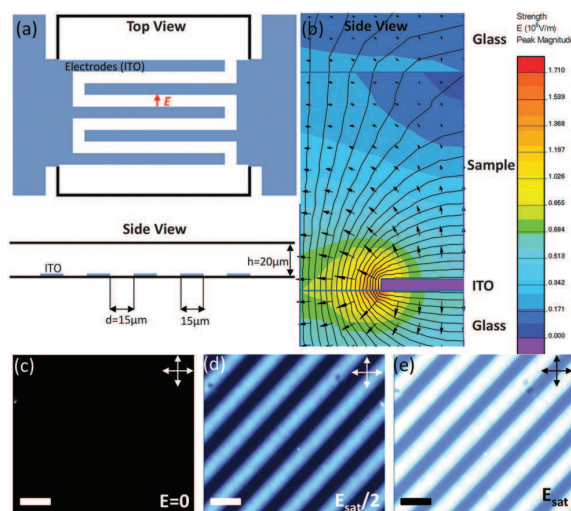 (a)
Top View
Electrodes (ITO)
E
Side View
ITO
h=20μm
d=15μm
15μm
(b)
Side View
Glass
Sample
ITO
Glass
Strength
E (10⁶V/m)
Peak Magnitude
1.710
1.539
1.368
1.197
1.026
0.855
0.684
0.513
0.342
0.171
0.000
(c)
E=0
(d)
E_sat/2
(e)
E_sat